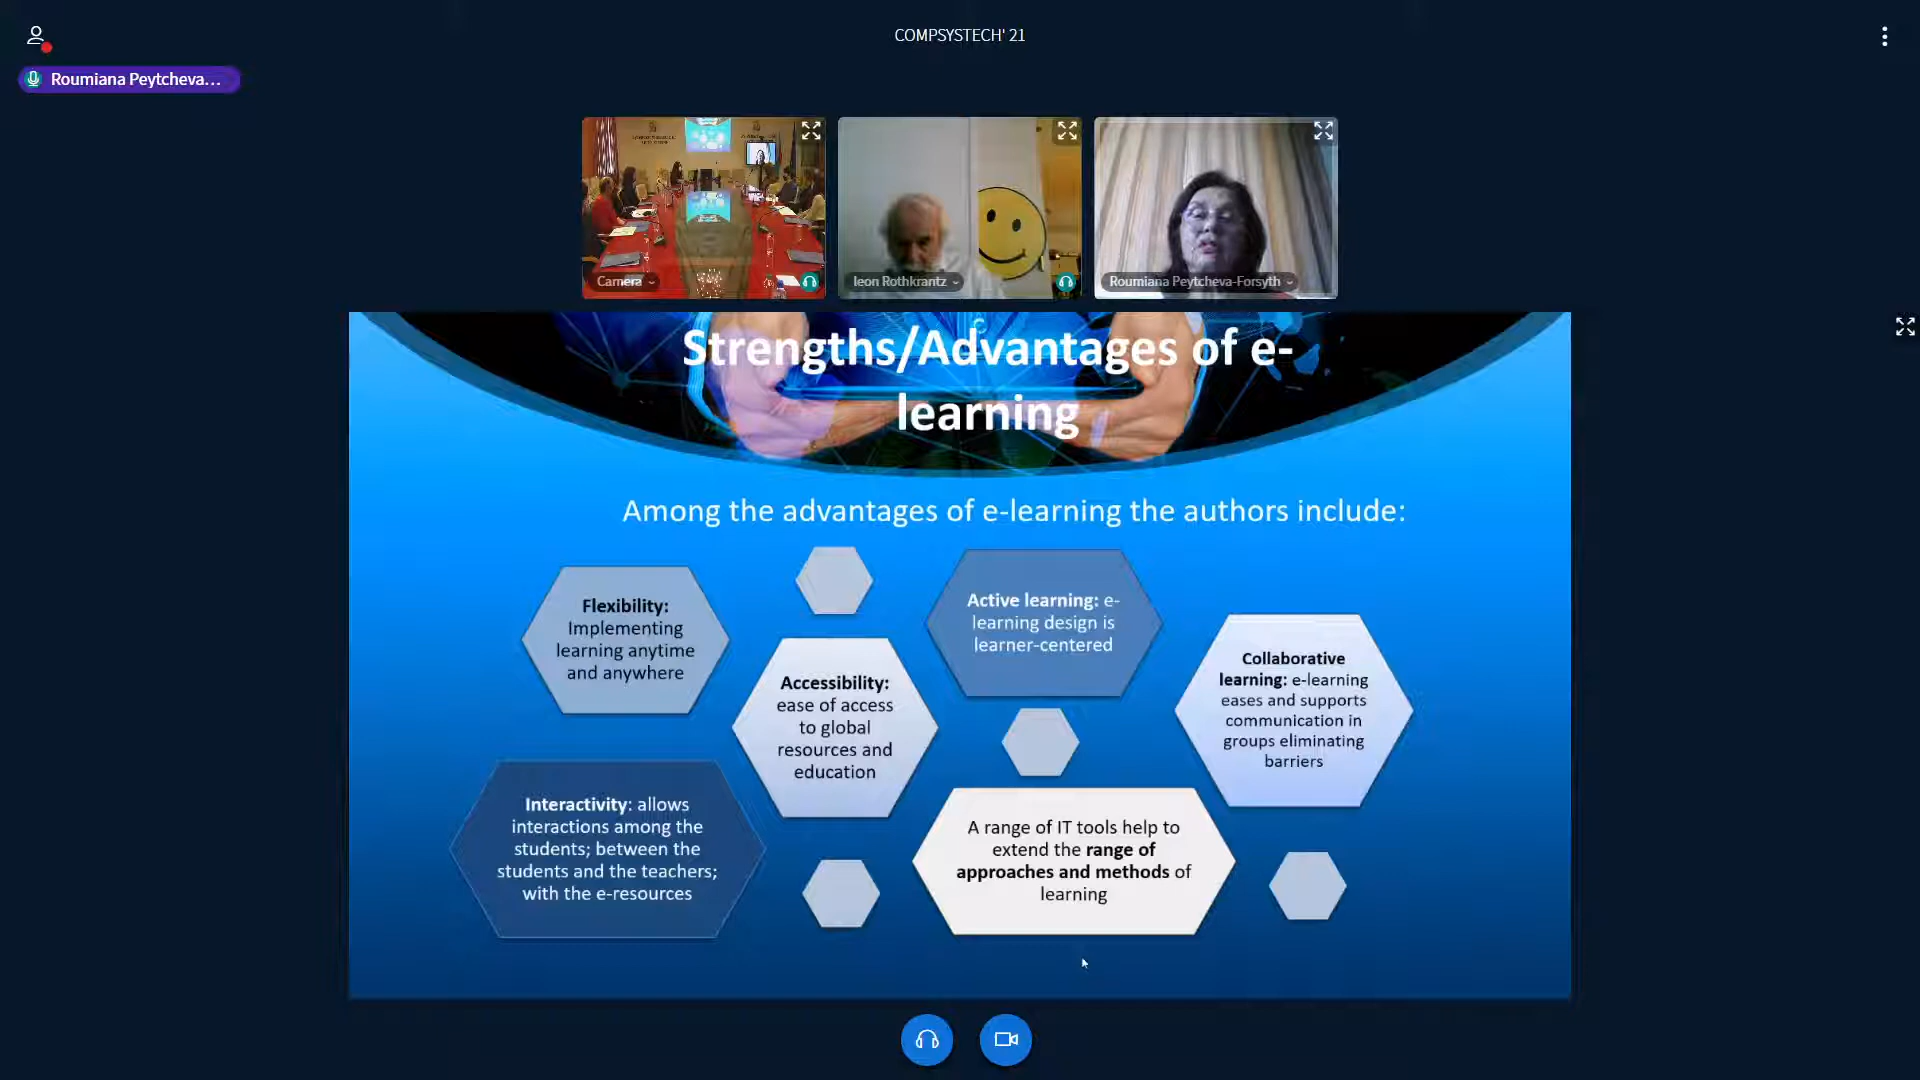 COMPSYSTECH' 21
Roumiana Peytcheva...
Camera
leon Rothkrantz
Roumiana Peytcheva-Forsyth
Strengths/Advantages of e-
learning
Among the advantages of e-learning the authors include:
Flexibility:
Implementing
learning anytime
and anywhere
Accessibility:
ease of access
to global
resources and
education
Active learning: e-
learning design is
learner-centered
Collaborative
learning: e-learning
eases and supports
communication in
groups eliminating
barriers
Interactivity: allows
interactions among the
students; between the
students and the teachers;
with the e-resources
A range of IT tools help to
extend the range of
approaches and methods of
learning